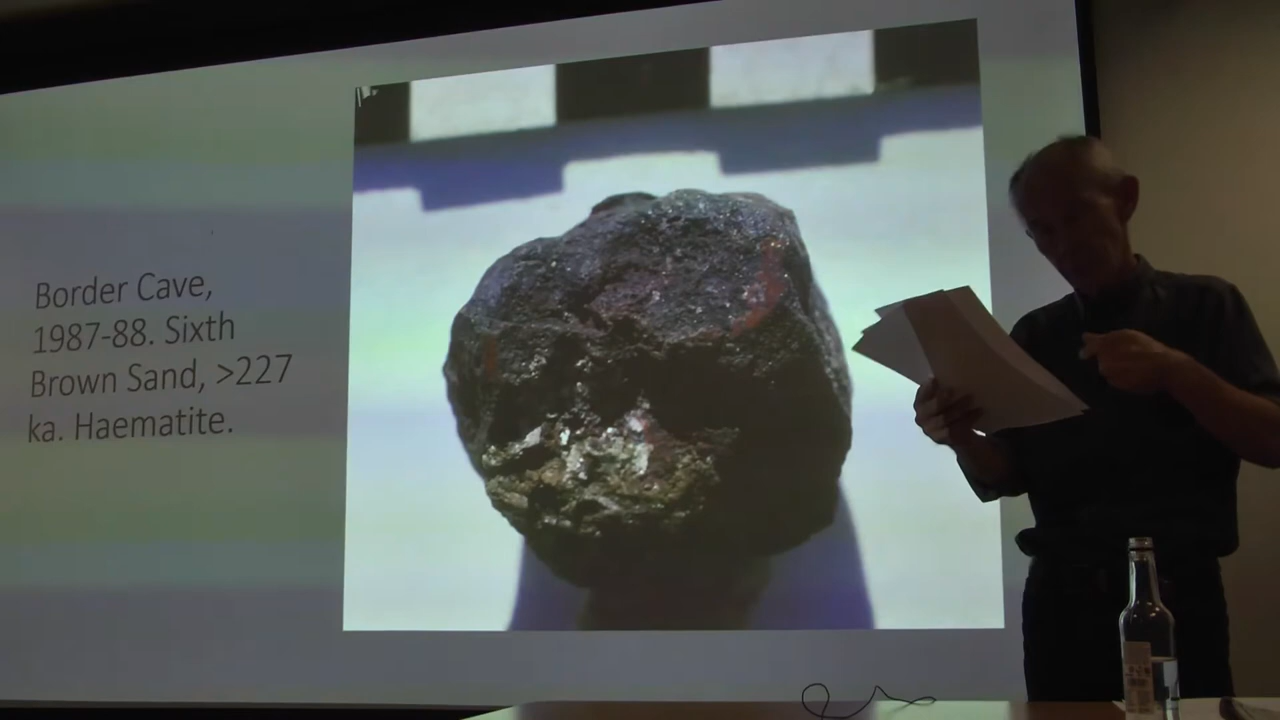 Border Cave,
1987-88. Sixth
Brown Sand, >227
ka. Haematite.